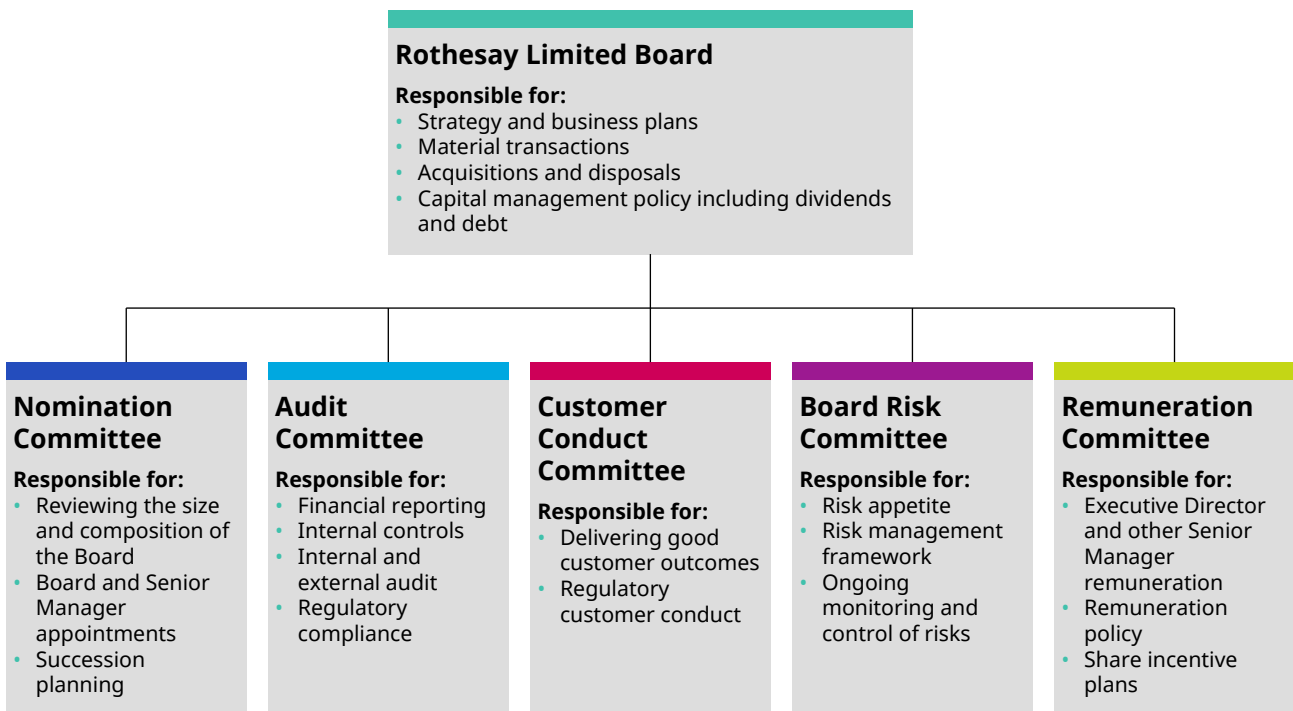 Rothesay Limited Board
Responsible for:
• Strategy and business plans
• Material transactions
• Acquisitions and disposals
• Capital management policy including dividends
and debt
Nomination
Committee
Responsible for:
• Reviewing the size
and composition of
the Board
• Board and Senior
Manager
appointments
• Succession
planning
Audit
Committee
Responsible for:
• Financial reporting
• Internal controls
• Internal and
external audit
• Regulatory
compliance
Customer
Conduct
Committee
Responsible for:
• Delivering good
customer outcomes
• Regulatory
customer conduct
Board Risk
Committee
Responsible for:
• Risk appetite
• Risk management
framework
• Ongoing
monitoring and
control of risks
Remuneration
Committee
Responsible for:
• Executive Director
and other Senior
Manager
remuneration
• Remuneration
policy
• Share incentive
plans